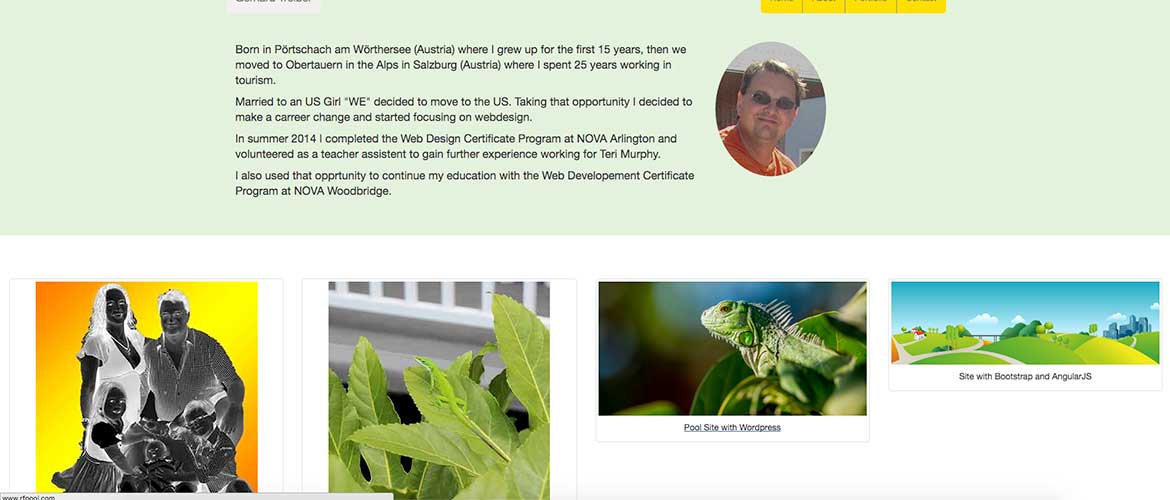 Born in Pörtschach am Wörthersee (Austria) where I grew up for the first 15 years, then we
moved to Obertauern in the Alps in Salzburg (Austria) where I spent 25 years working in
tourism.
Married to an US Girl "WE" decided to move to the US. Taking that opportunity I decided to
make a carreer change and started focusing on webdesign.
In summer 2014 I completed the Web Design Certificate Program at NOVA Arlington and
volunteered as a teacher assistent to gain further experience working for Teri Murphy.
I also used that opprtunity to continue my education with the Web Developement Certificate
Program at NOVA Woodbridge.
Pool Site with Wordpress
Site with Bootstrap and AngularJS
www.rfpool.com